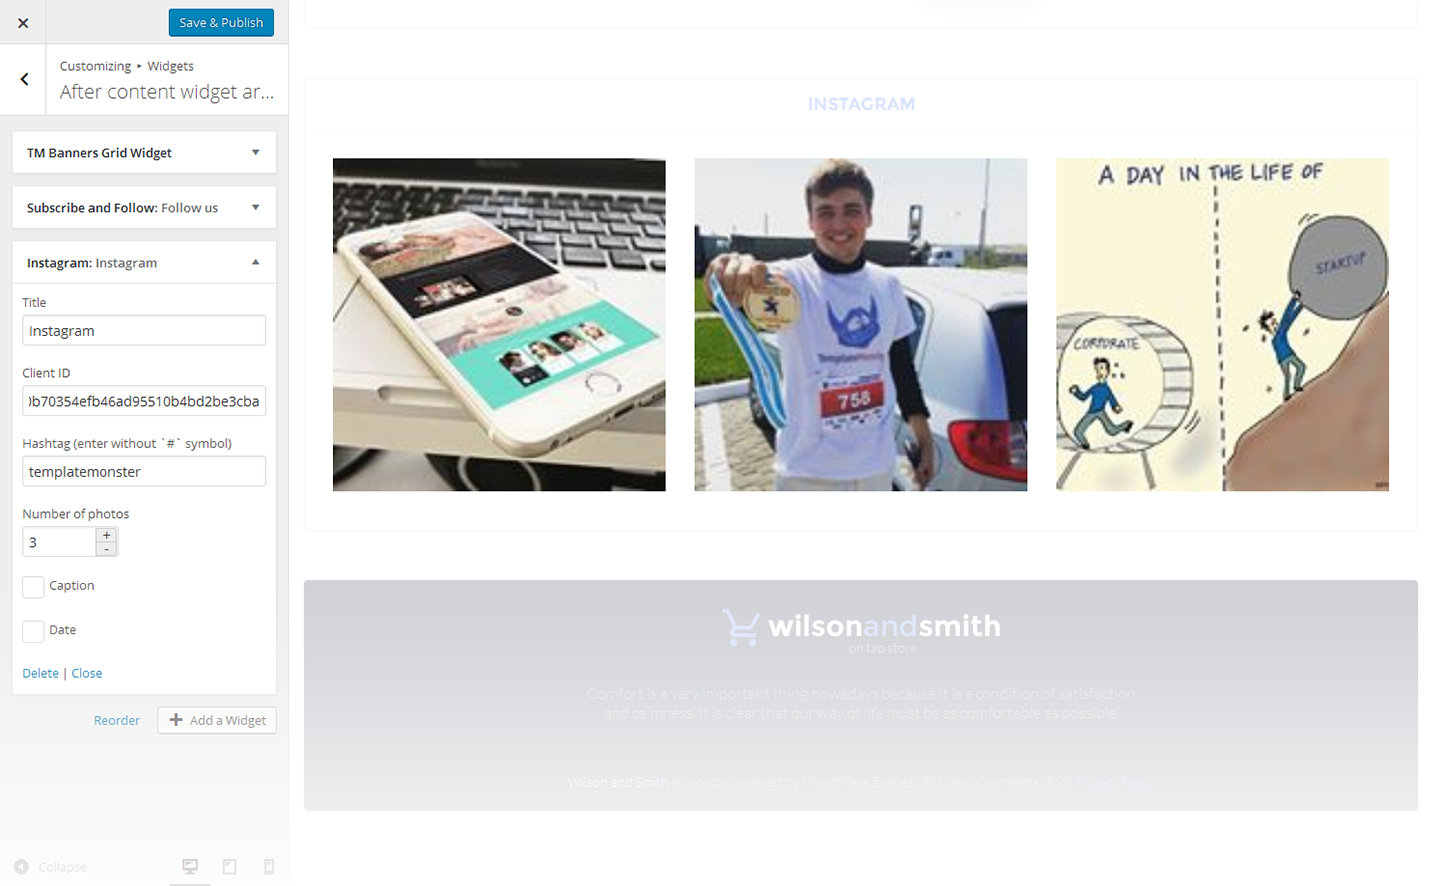 Save & Publish
Customizing ▸ Widgets
After content widget ar...
TM Banners Grid Widget
Subscribe and Follow: Follow us
Instagram: Instagram
Title
Instagram
Client ID
b70354efb46ad95510b4bd2be3cba
Hashtag (enter without `#` symbol)
templatemonster
Number of photos
3
+
-
Caption
Date
Delete | Close
Reorder
+ Add a Widget
Collapse
INSTAGRAM
TemplateMonster
758
A DAY IN THE LIFE OF
CORPORATE
STARTUP
wilsonandsmith
on tap store
Comfort is a very important thing nowadays because it is a condition of satisfaction
and calmness. It is clear that our way of life must be as comfortable as possible.
Wilson and Smith is proudly powered by WordPress Entries (RSS) and Comments (RSS) Privacy Policy